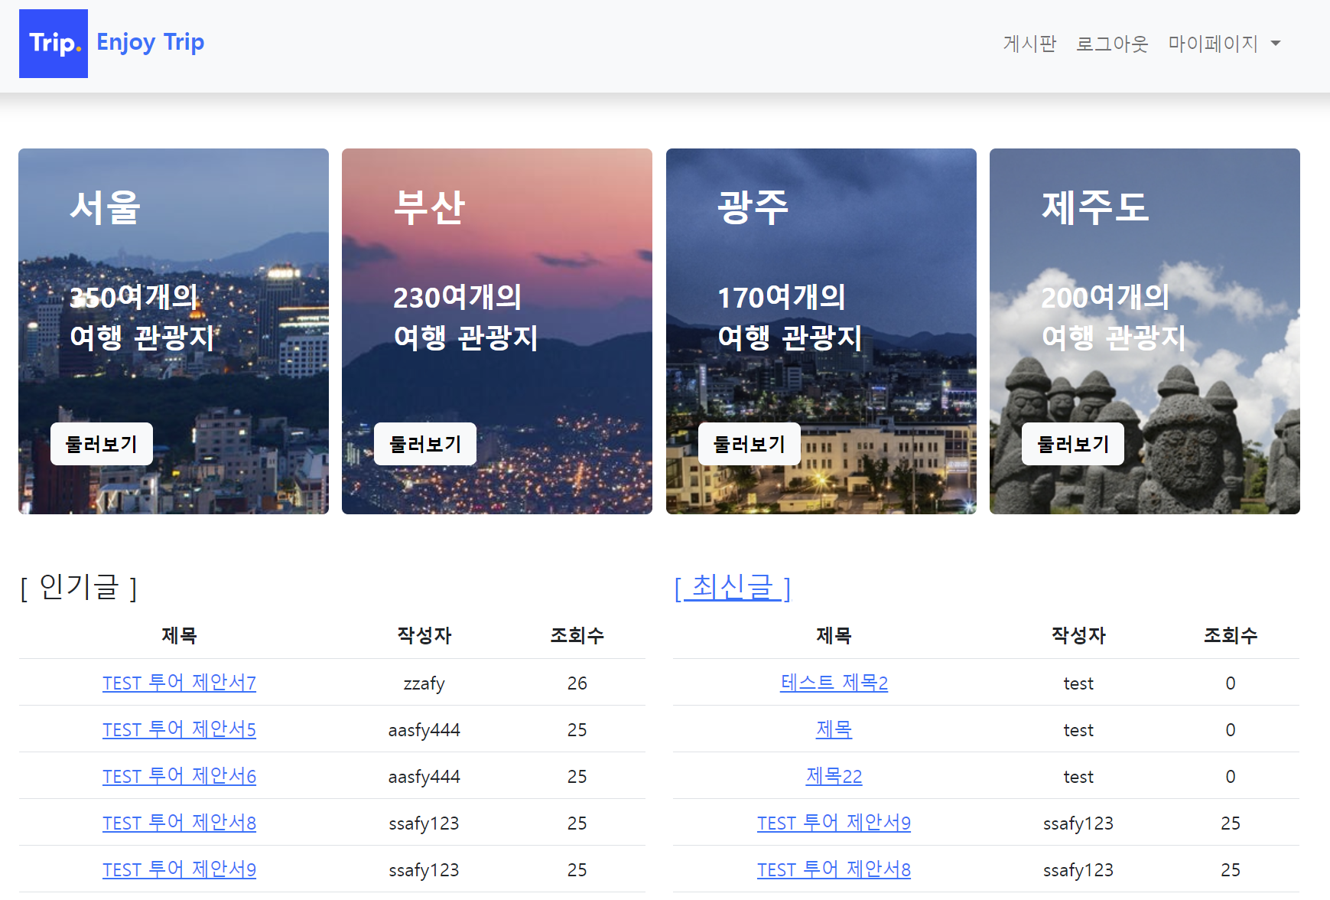 Trip. Enjoy Trip
게시판 로그아웃 마이페이지
서울
350여개의
여행 관광지
둘러보기
부산
230여개의
여행 관광지
둘러보기
광주
170여개의
여행 관광지
둘러보기
제주도
200여개의
여행 관광지
둘러보기
[ 인기글 ]
제목 작성자 조회수
TEST 투어 제안서7 zzafy 26
TEST 투어 제안서5 aasfy444 25
TEST 투어 제안서6 aasfy444 25
TEST 투어 제안서8 ssafy123 25
TEST 투어 제안서9 ssafy123 25
[ 최신글 ]
제목 작성자 조회수
테스트 제목2 test 0
제목 test 0
제목22 test 0
TEST 투어 제안서9 ssafy123 25
TEST 투어 제안서8 ssafy123 25